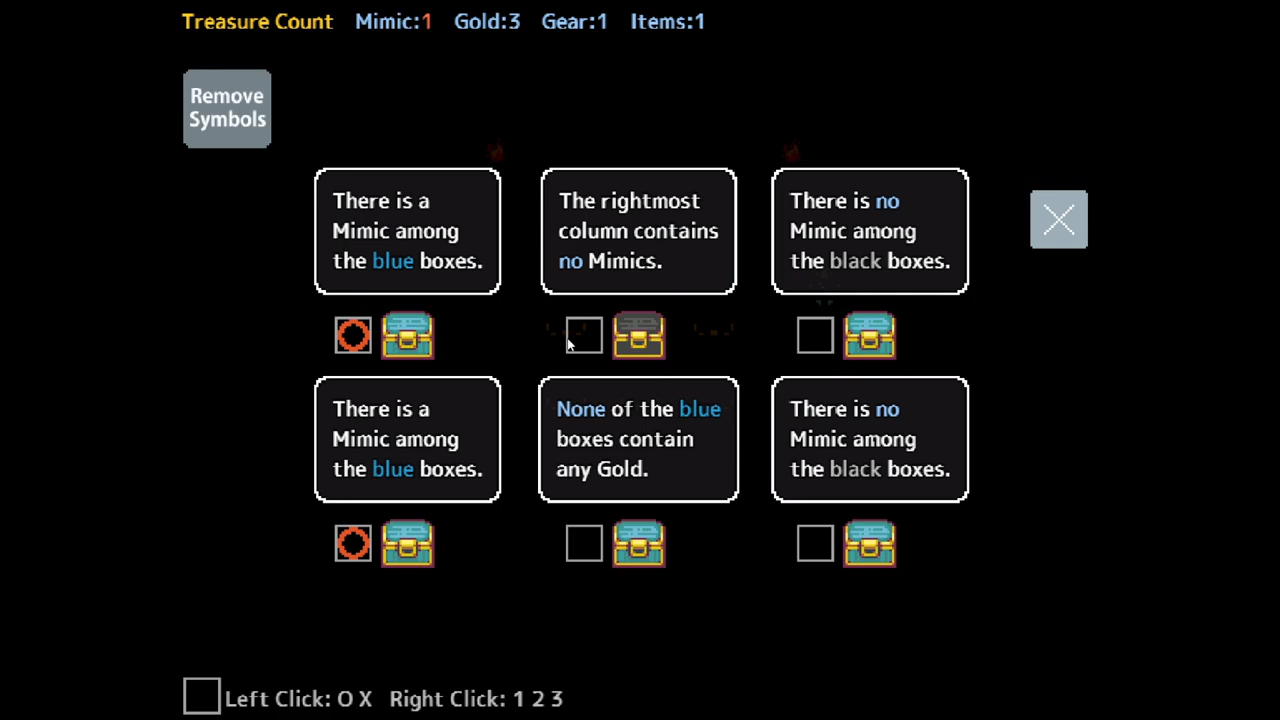 Treasure Count Mimic:1 Gold:3 Gear:1 Items:1
Remove
Symbols
There is a
Mimic among
the blue boxes.
The rightmost
column contains
no Mimics.
There is no
Mimic among
the black boxes.
There is a
Mimic among
the blue boxes.
None of the blue
boxes contain
any Gold.
There is no
Mimic among
the black boxes.
Left Click: O X Right Click: 1 2 3